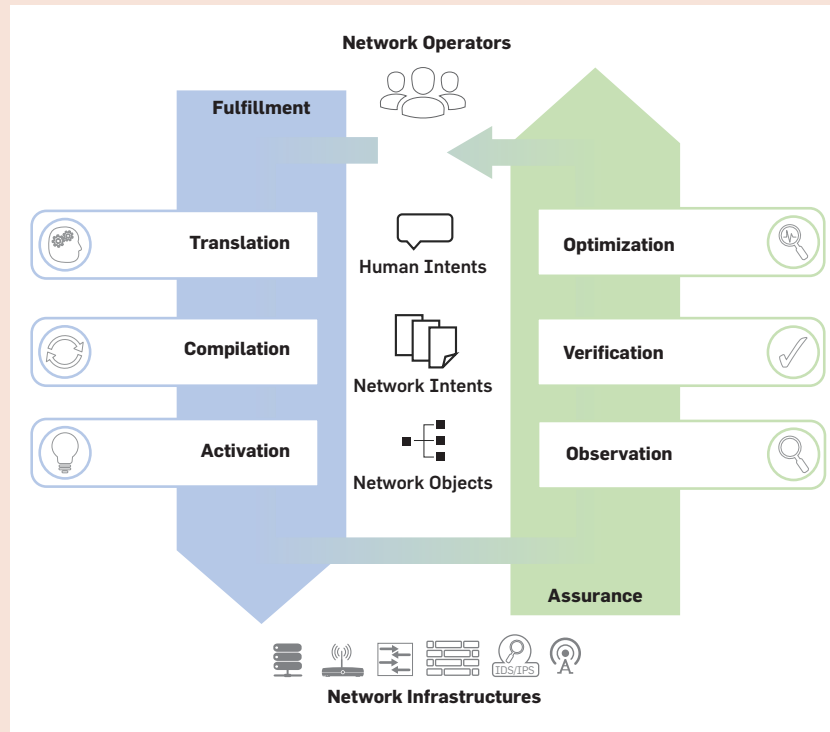 Network Operators
Fulfillment
Translation
Human Intents
Optimization
Compilation
Network Intents
Verification
Activation
Network Objects
Observation
Assurance
IDS/IPS
Network Infrastructures